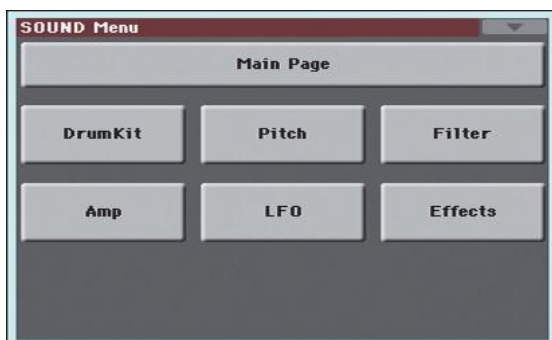 SOUND Menu
Main Page
DrumKit Pitch Filter
Amp LFO Effects